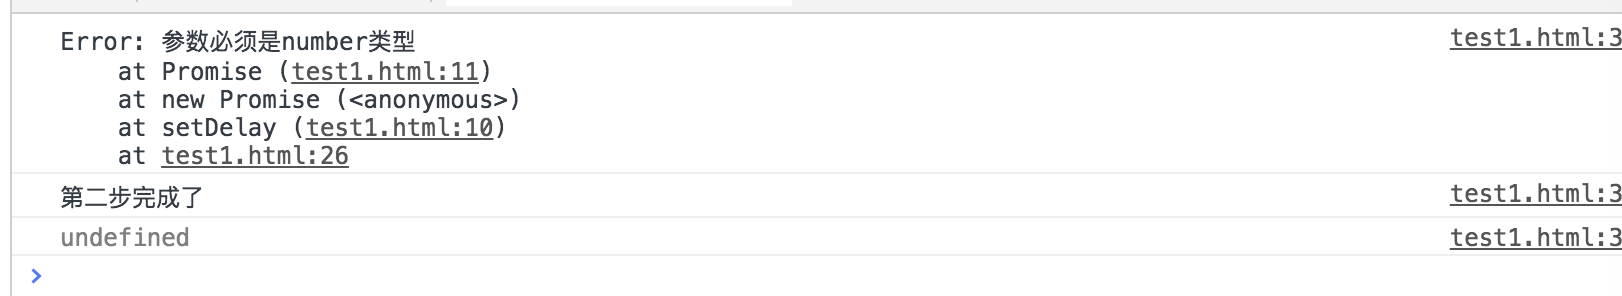 Error: 参数必须是number类型 test1.html:3
at Promise (test1.html:11)
at new Promise (<anonymous>)
at setDelay (test1.html:10)
at test1.html:26
第二步完成了 test1.html:3
undefined test1.html:3
>